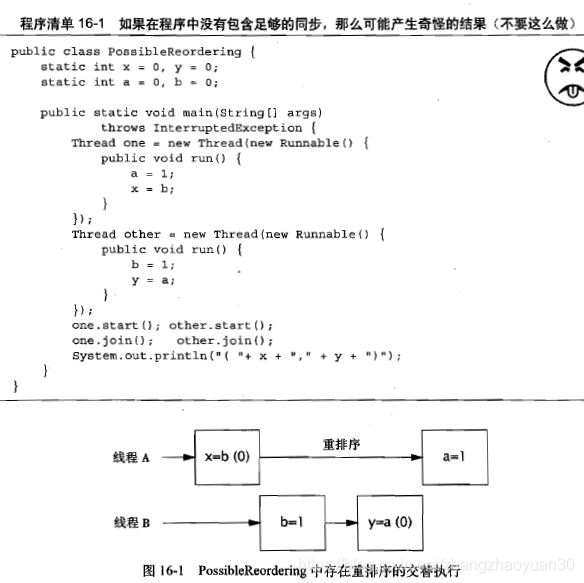 程序清单 16-1 如果在程序中没有包含足够的同步，那么可能产生奇怪的结果（不要这么做）
public class PossibleReordering {
    static int x = 0, y = 0;
    static int a = 0, b = 0;
    public static void main(String[] args)
            throws InterruptedException {
        Thread one = new Thread(new Runnable() {
            public void run() {
                a = 1;
                x = b;
            }
        });
        Thread other = new Thread(new Runnable() {
            public void run() {
                b = 1;
                y = a;
            }
        });
        one.start(); other.start();
        one.join();   other.join();
        System.out.println("( "+ x + "," + y + ")");
    }
}
线程 A x=b (0) 重排序 a=1
线程 B b=1 y=a (0)
图 16-1 PossibleReordering 中存在重排序的交替执行